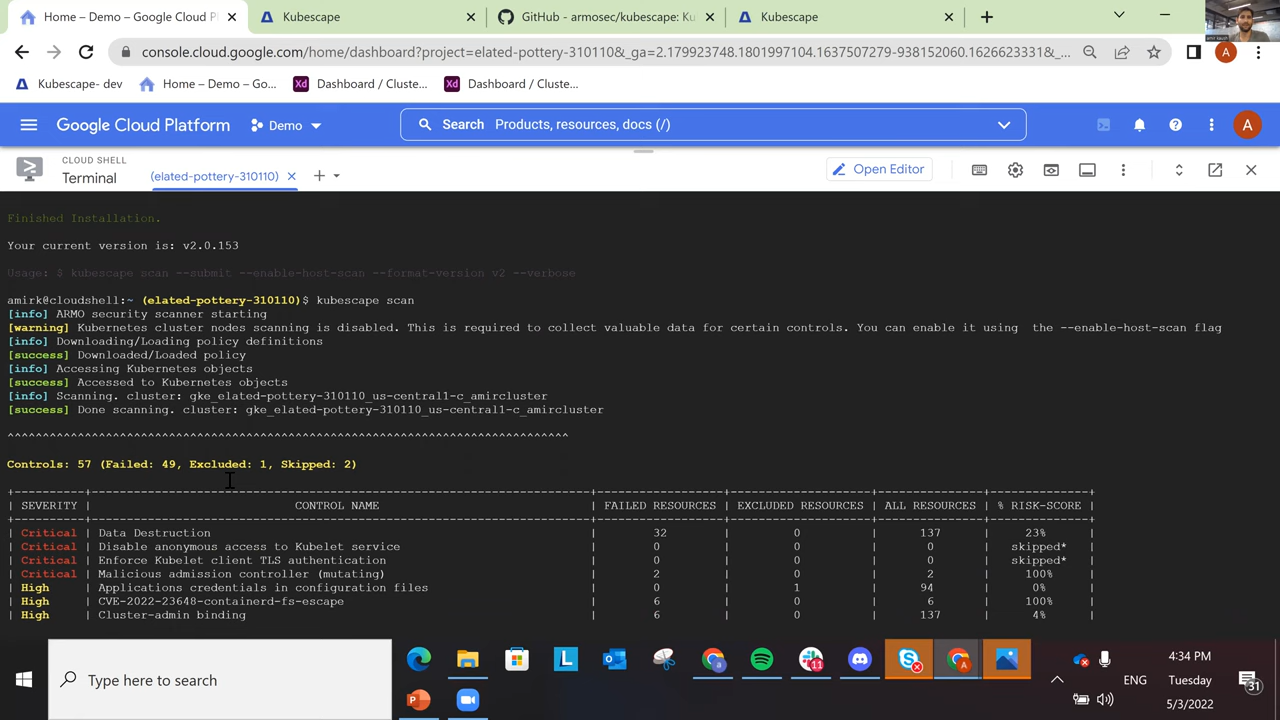 Home – Demo – Google Cloud Platform
Kubescape
GitHub - armosec/kubescape: Ku
Kubescape
console.cloud.google.com/home/dashboard?project=elated-pottery-310110&_ga=2.179923748.1801997104.1637507279-938152060.1626623331&_...
A
Kubescape- dev
Home – Demo – Go...
Xd Dashboard / Cluste...
Xd Dashboard / Cluste...
Google Cloud Platform
Demo
Search Products, resources, docs (/)
A
CLOUD SHELL
Terminal
(elated-pottery-310110)
Open Editor
Finished Installation.
Your current version is: v2.0.153
Usage: $ kubescape scan --submit --enable-host-scan --format-version v2 --verbose
amirk@cloudshell:~ (elated-pottery-310110)$ kubescape scan
[info] ARMO security scanner starting
[warning] Kubernetes cluster nodes scanning is disabled. This is required to collect valuable data for certain controls. You can enable it using  the --enable-host-scan flag
[info] Downloading/Loading policy definitions
[success] Downloaded/Loaded policy
[info] Accessing Kubernetes objects
[success] Accessed to Kubernetes objects
[info] Scanning. cluster: gke_elated-pottery-310110_us-central1-c_amircluster
[success] Done scanning. cluster: gke_elated-pottery-310110_us-central1-c_amircluster
^^^^^^^^^^^^^^^^^^^^^^^^^^^^^^^^^^^^^^^^^^^^^^^^^^^^^^^^^^^^^^^^^^^^^^^^^^^^^^^^
Controls: 57 (Failed: 49, Excluded: 1, Skipped: 2)
| SEVERITY | CONTROL NAME | FAILED RESOURCES | EXCLUDED RESOURCES | ALL RESOURCES | % RISK-SCORE |
| Critical | Data Destruction | 32 | 0 | 137 | 23% |
| Critical | Disable anonymous access to Kubelet service | 0 | 0 | 0 | skipped* |
| Critical | Enforce Kubelet client TLS authentication | 0 | 0 | 0 | skipped* |
| Critical | Malicious admission controller (mutating) | 2 | 0 | 2 | 100% |
| High | Applications credentials in configuration files | 0 | 1 | 94 | 0% |
| High | CVE-2022-23648-containerd-fs-escape | 6 | 0 | 6 | 100% |
| High | Cluster-admin binding | 6 | 0 | 137 | 4% |
Type here to search
L
11
ENG
4:34 PM
Tuesday
5/3/2022
31